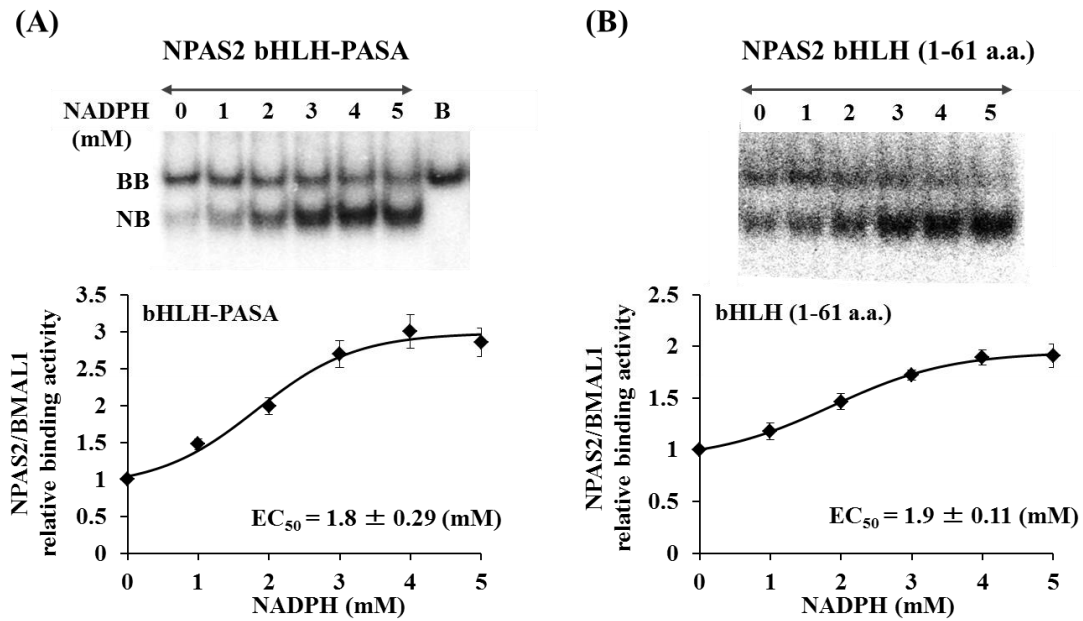 (A)
NPAS2 bHLH-PASA
NADPH 0 1 2 3 4 5 B
(mM)
BB
NB
3.5
3
2.5
2
1.5
1
0.5
0
bHLH-PASA
EC50 = 1.8 ± 0.29 (mM)
NPAS2/BMAL1
relative binding activity
0 1 2 3 4 5
NADPH (mM)
(B)
NPAS2 bHLH (1-61 a.a.)
0 1 2 3 4 5
2.5
2
1.5
1
0.5
0
bHLH (1-61 a.a.)
EC50 = 1.9 ± 0.11 (mM)
NPAS2/BMAL1
relative binding activity
0 1 2 3 4 5
NADPH (mM)